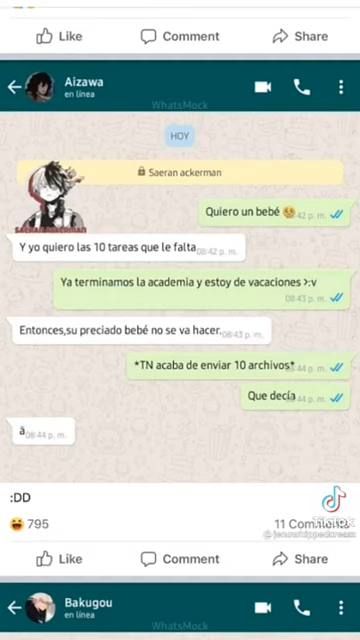 Like Comment Share
Aizawa
en línea
WhatsMock
HOY
Saeran ackerman
SAERAN ACKERMAN
Quiero un bebé 🥺 08:42 p. m.
Y yo quiero las 10 tareas que le falta 08:42 p. m.
Ya terminamos la academia y estoy de vacaciones >:v
08:43 p. m.
Entonces,su preciado bebé no se va hacer. 08:43 p. m.
*TN acaba de enviar 10 archivos* 08:44 p. m.
Que decía 08:44 p. m.
ã 08:44 p. m.
:DD
TikTok
😆 795 11 Comments
Like Comment Share
Bakugou
en línea
WhatsMock